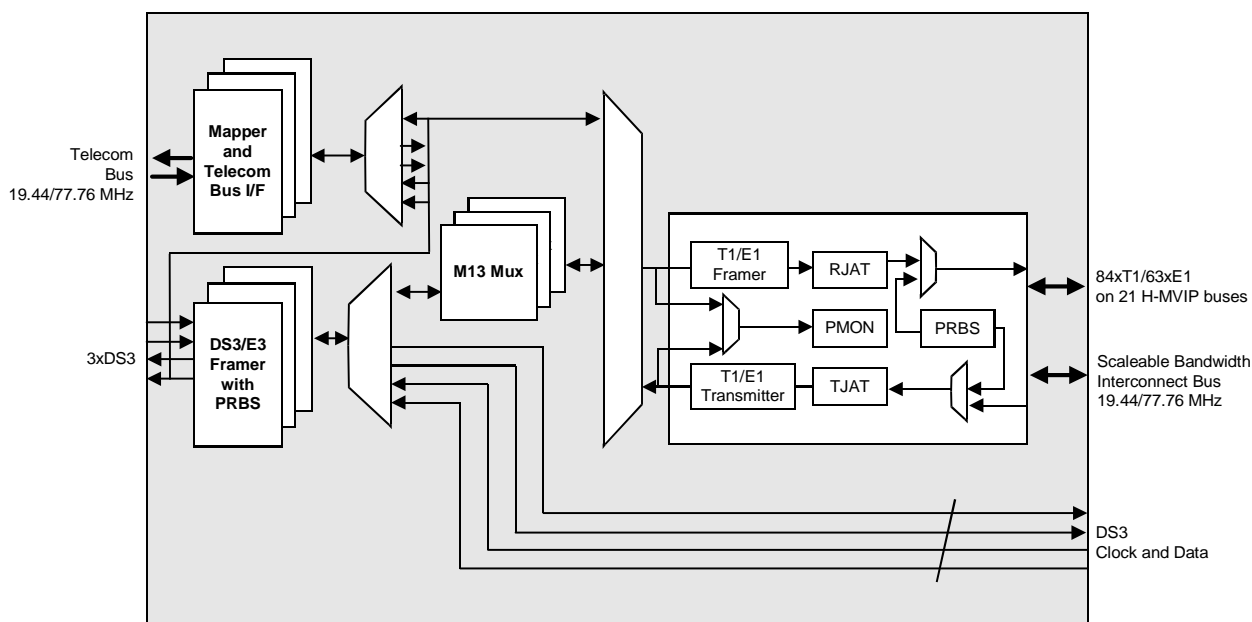 Mapper
and
Telecom
Bus I/F
Telecom
Bus
19.44/77.76 MHz
M13 Mux
DS3/E3
Framer
with
PRBS
3xDS3
T1/E1
Framer
RJAT
PMON
PRBS
T1/E1
Transmitter
TJAT
84xT1/63xE1
on 21 H-MVIP buses
Scaleable Bandwidth
Interconnect Bus
19.44/77.76 MHz
DS3
Clock and Data